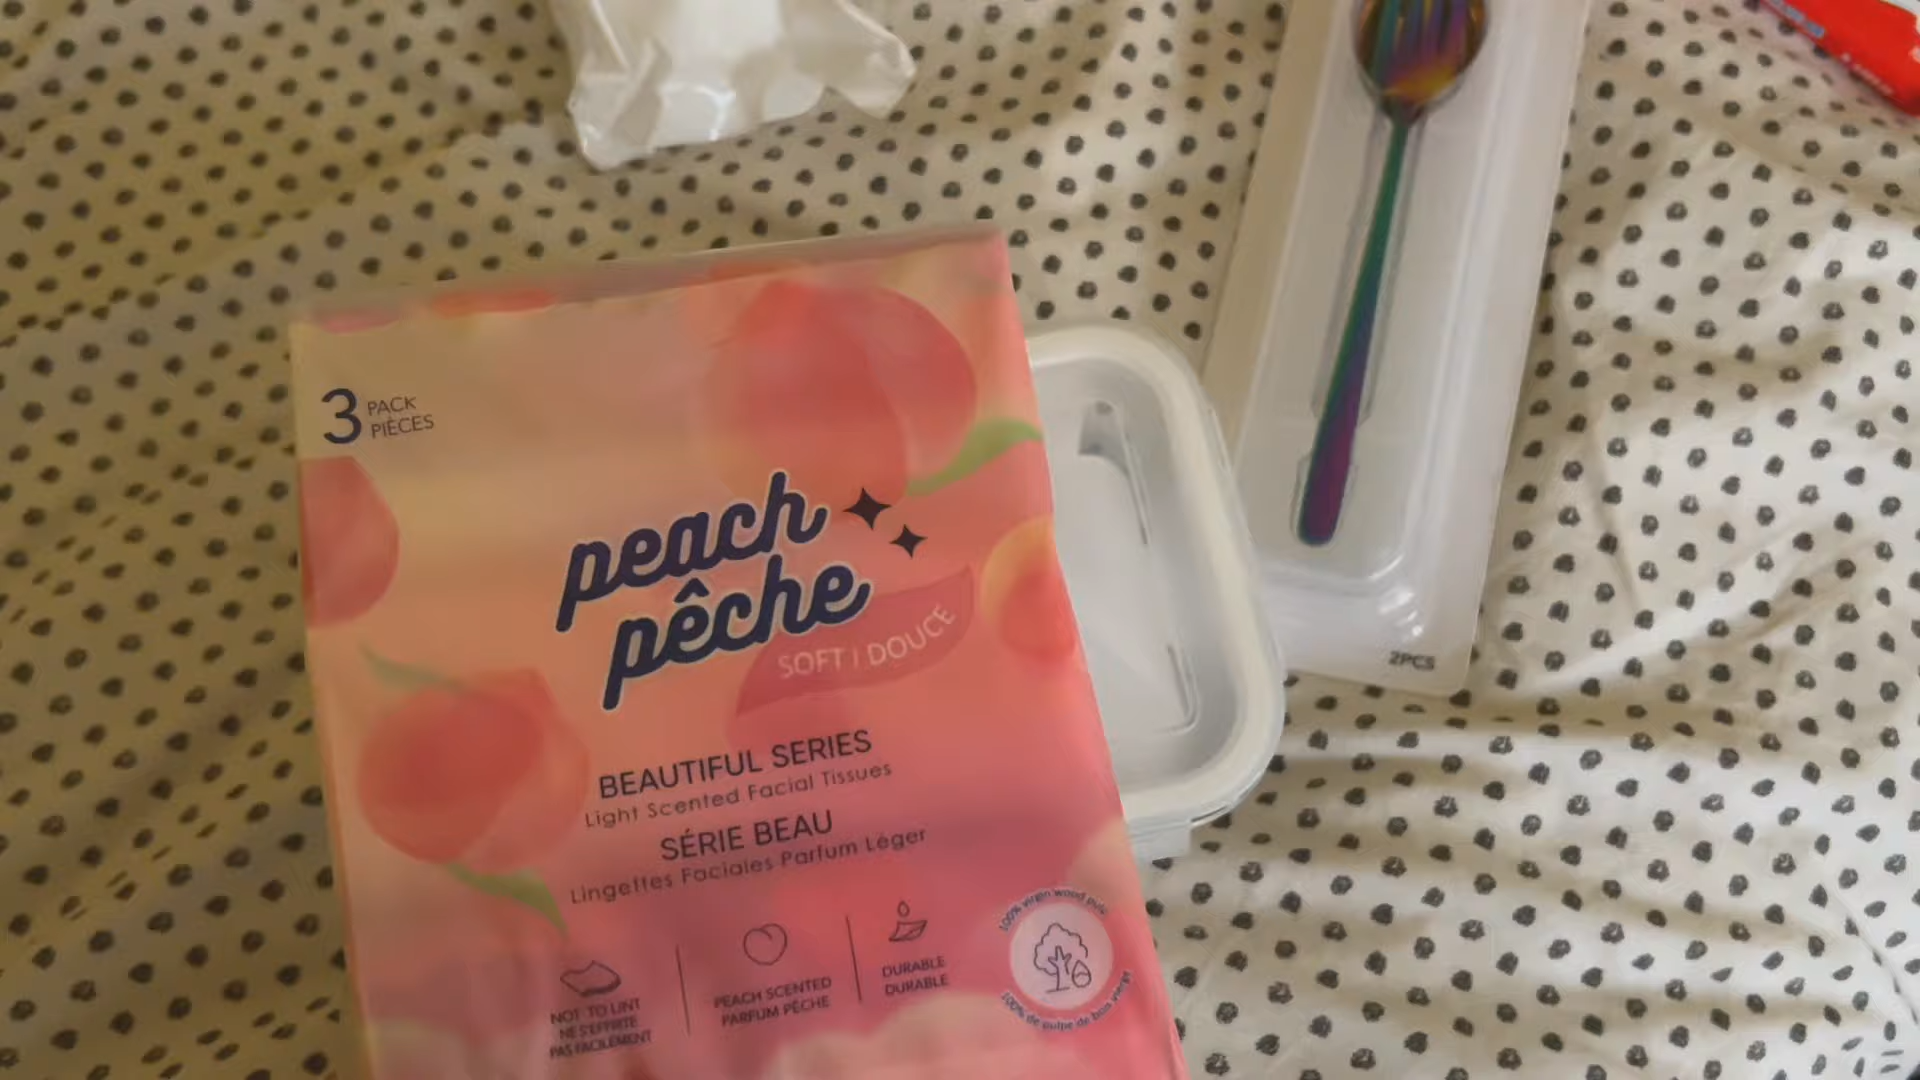 3 PACK
PIÈCES
peach
pêche
SOFT | DOUCE
BEAUTIFUL SERIES
Light Scented Facial Tissues
SÉRIE BEAU
Lingettes Faciales Parfum Léger
NOT TO LINT
NE S'EFFRITE
PAS FACILEMENT
PEACH SCENTED
PARFUM PÊCHE
DURABLE
DURABLE
100% virgin wood pulp
100% de pulpe de bois vierge
2PCS